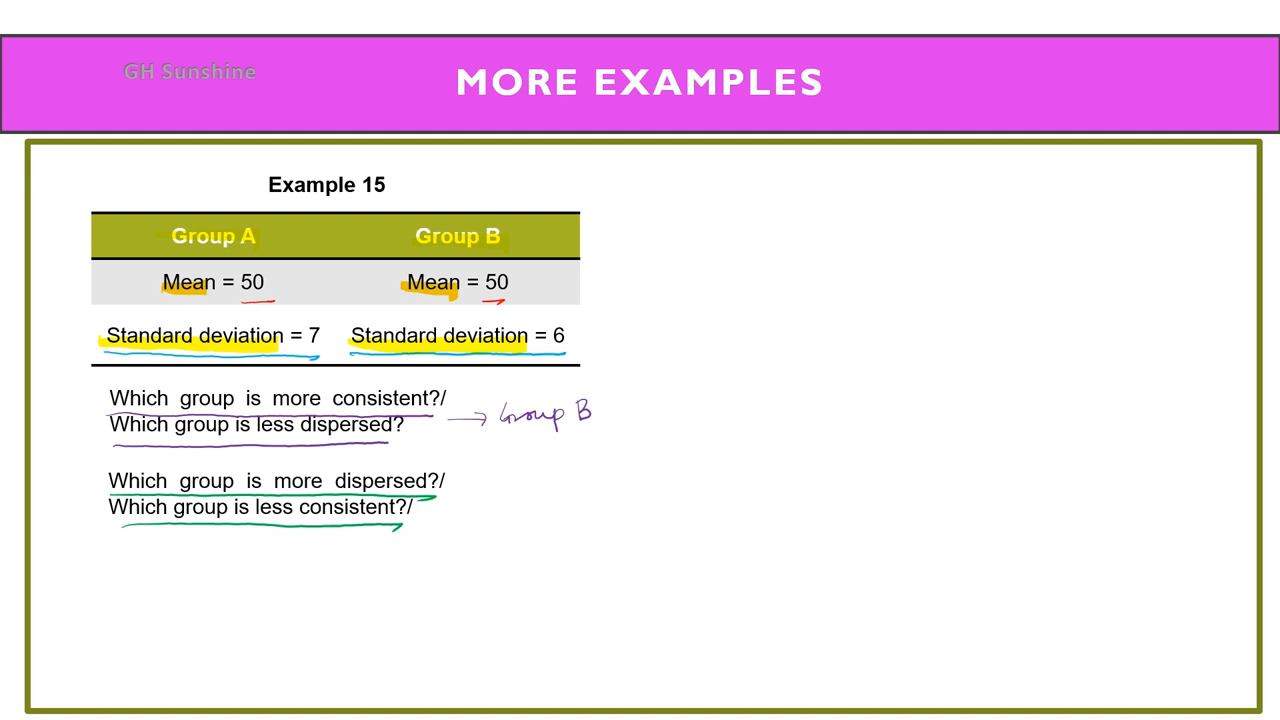 GH Sunshine
MORE EXAMPLES
Example 15
Group A Group B
Mean = 50 Mean = 50
Standard deviation = 7 Standard deviation = 6
Which group is more consistent?/
Which group is less dispersed?
→ Group B
Which group is more dispersed?/
Which group is less consistent?/